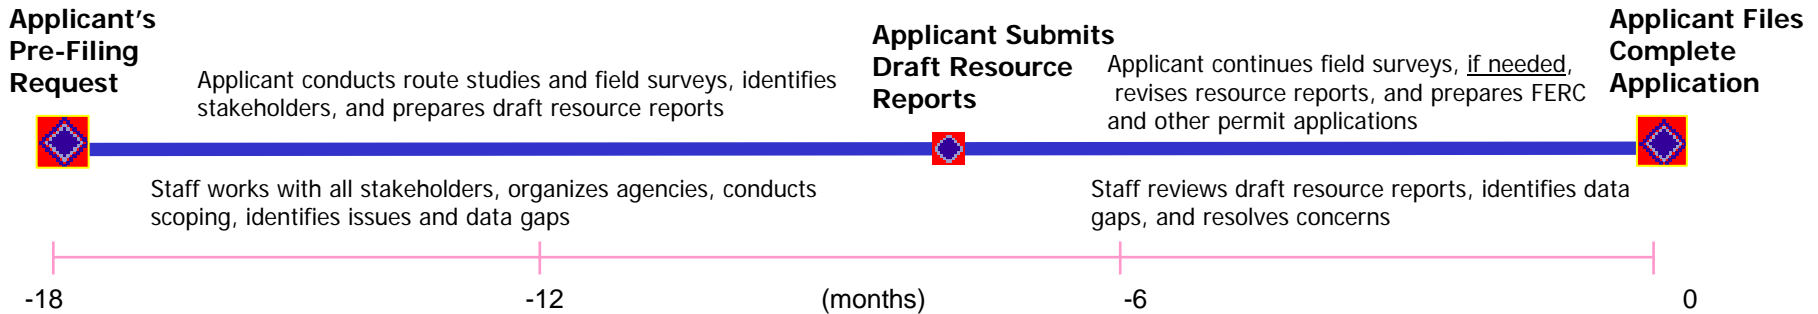 Applicant's
Pre-Filing
Request
Applicant conducts route studies and field surveys, identifies
stakeholders, and prepares draft resource reports
Applicant Submits
Draft Resource
Reports
Applicant continues field surveys, if needed,
revises resource reports, and prepares FERC
and other permit applications
Applicant Files
Complete
Application
Staff works with all stakeholders, organizes agencies, conducts
scoping, identifies issues and data gaps
Staff reviews draft resource reports, identifies data
gaps, and resolves concerns
-18
-12
(months)
-6
0